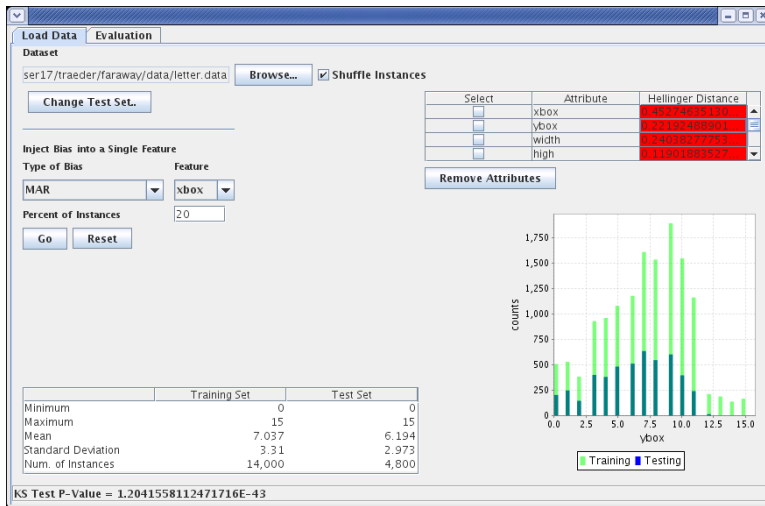 Load Data Evaluation
Dataset
ser17/traeder/faraway/data/letter.data Browse... Shuffle Instances
Change Test Set..
Select Attribute Hellinger Distance
xbox 0.45274635130...
ybox 0.22192488901...
width 0.24038277753...
high 0.11901883527...
Inject Bias into a Single Feature
Type of Bias Feature
MAR xbox
Remove Attributes
Percent of Instances 20
Go Reset
1,750
1,500
1,250
1,000
750
500
250
0
counts
0.0 2.5 5.0 7.5 10.0 12.5 15.0
ybox
Training Testing
Training Set Test Set
Minimum 0 0
Maximum 15 15
Mean 7.037 6.194
Standard Deviation 3.31 2.973
Num. of Instances 14,000 4,800
KS Test P-Value = 1.2041558112471716E-43